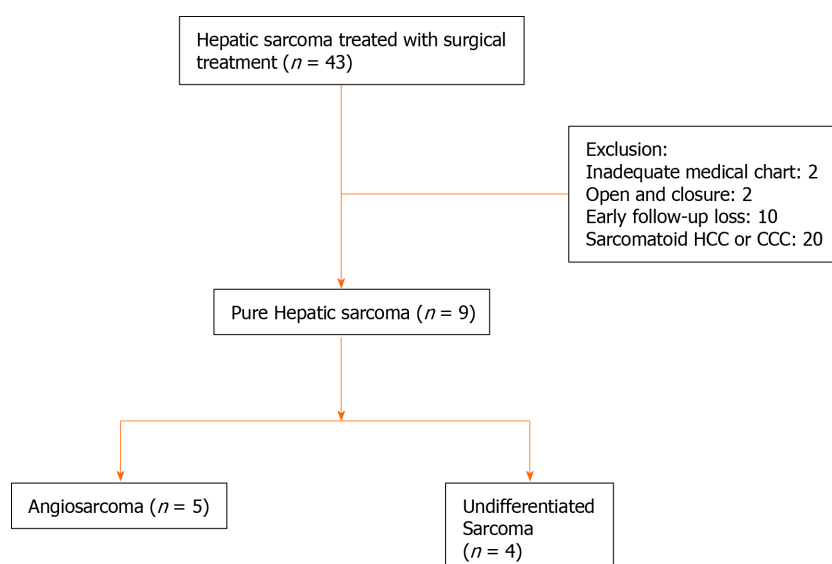 Hepatic sarcoma treated with surgical
treatment (n = 43)
Exclusion:
Inadequate medical chart: 2
Open and closure: 2
Early follow-up loss: 10
Sarcomatoid HCC or CCC: 20
Pure Hepatic sarcoma (n = 9)
Angiosarcoma (n = 5)
Undifferentiated
Sarcoma
(n = 4)